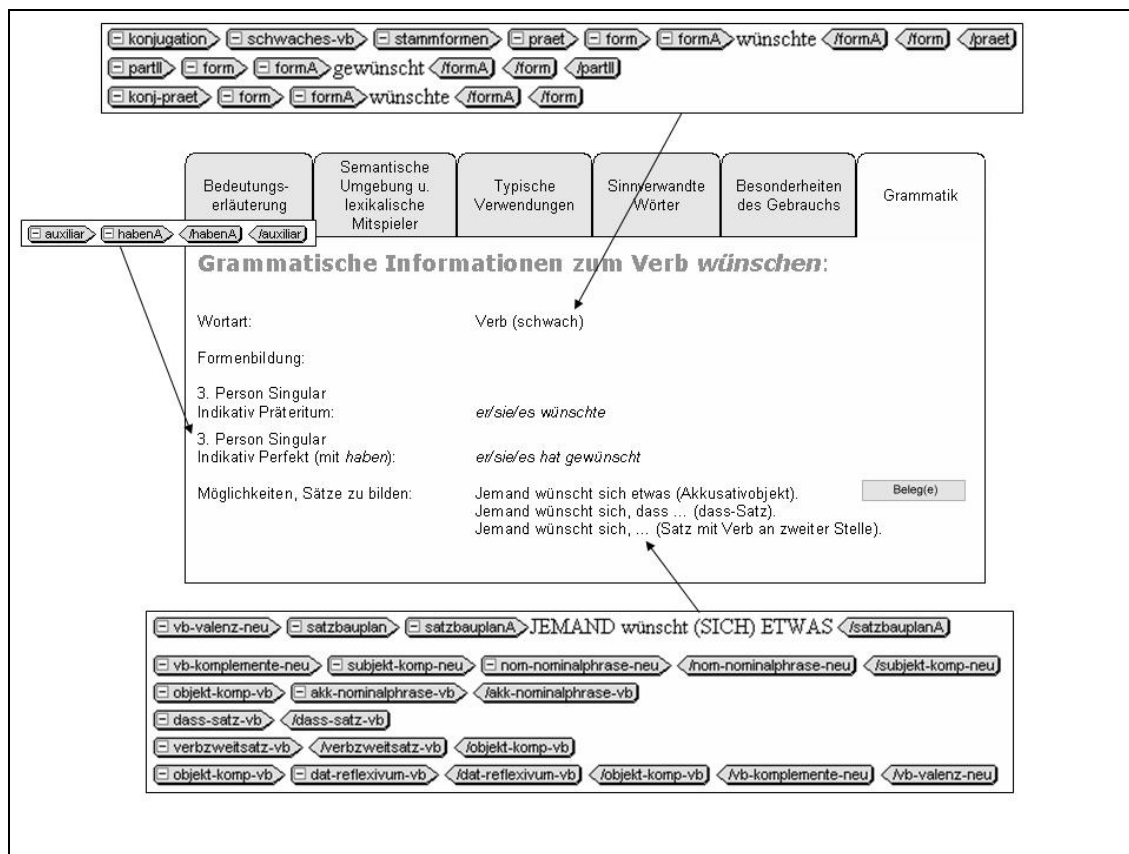 konjugation schwaches-vb stammformen praet form formA wünschte /formA /form /praet
partII form formA gewünscht /formA /form /partII
konj-praet form formA wünschte /formA /form
Bedeutungs-
erläuterung
Semantische
Umgebung u.
lexikalische
Mitspieler
Typische
Verwendungen
Sinnverwandte
Wörter
Besonderheiten
des Gebrauchs
Grammatik
auxiliar habenA /habenA /auxiliar
Grammatische Informationen zum Verb wünschen:
Wortart: Verb (schwach)
Formenbildung:
3. Person Singular
Indikativ Präteritum: er/sie/es wünschte
3. Person Singular
Indikativ Perfekt (mit haben): er/sie/es hat gewünscht
Möglichkeiten, Sätze zu bilden: Jemand wünscht sich etwas (Akkusativobjekt). Beleg(e)
Jemand wünscht sich, dass ... (dass-Satz).
Jemand wünscht sich, ... (Satz mit Verb an zweiter Stelle).
vb-valenz-neu satzbauplan satzbauplanA JEMAND wünscht (SICH) ETWAS /satzbauplanA
vb-komplemente-neu subjekt-komp-neu nom-nominalphrase-neu /nom-nominalphrase-neu /subjekt-komp-neu
objekt-komp-vb akk-nominalphrase-vb /akk-nominalphrase-vb
dass-satz-vb /dass-satz-vb
verbzweitsatz-vb /verbzweitsatz-vb /objekt-komp-vb
objekt-komp-vb dat-reflexivum-vb /dat-reflexivum-vb /objekt-komp-vb /vb-komplemente-neu /vb-valenz-neu